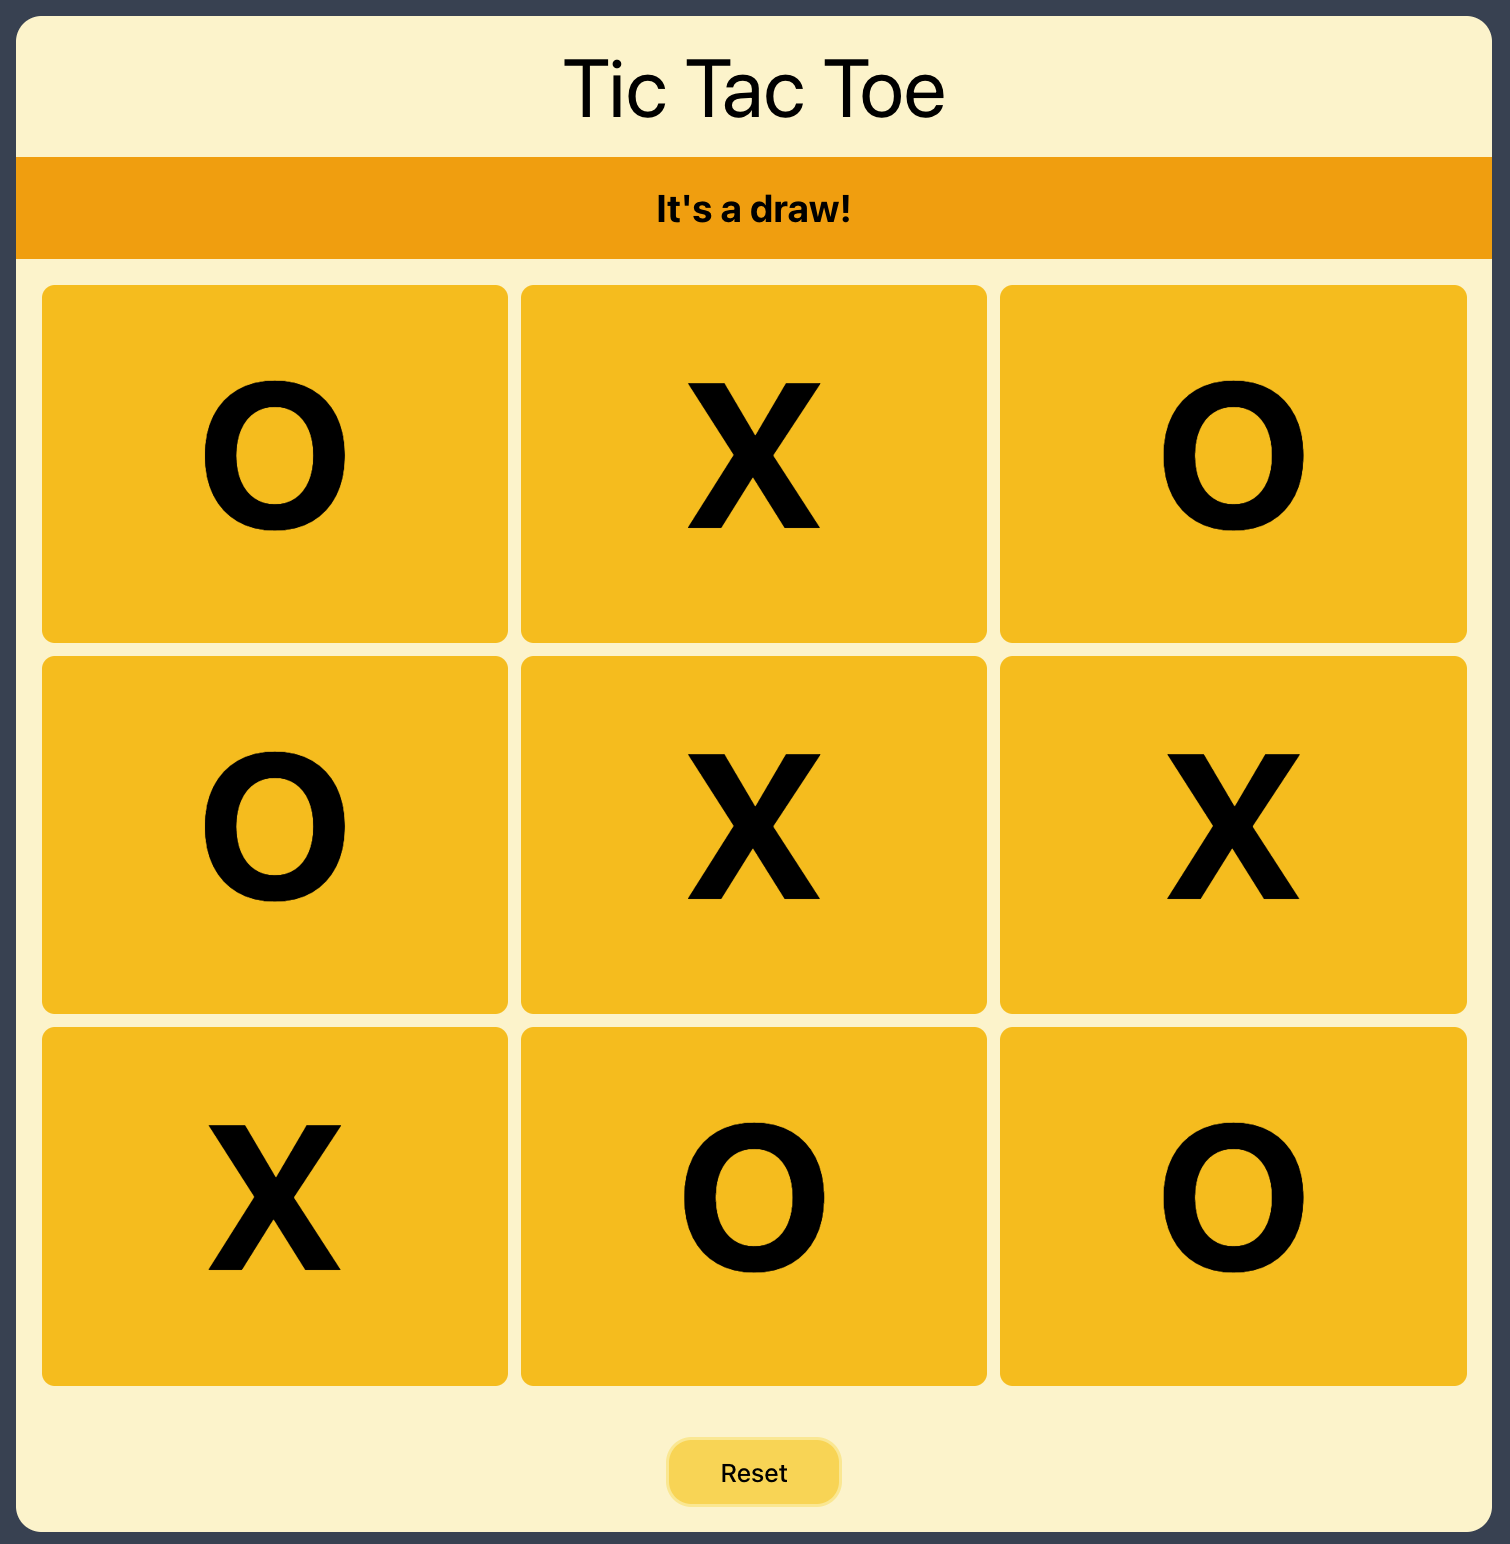 Tic Tac Toe
It's a draw!
O X O
O X X
X O O
Reset